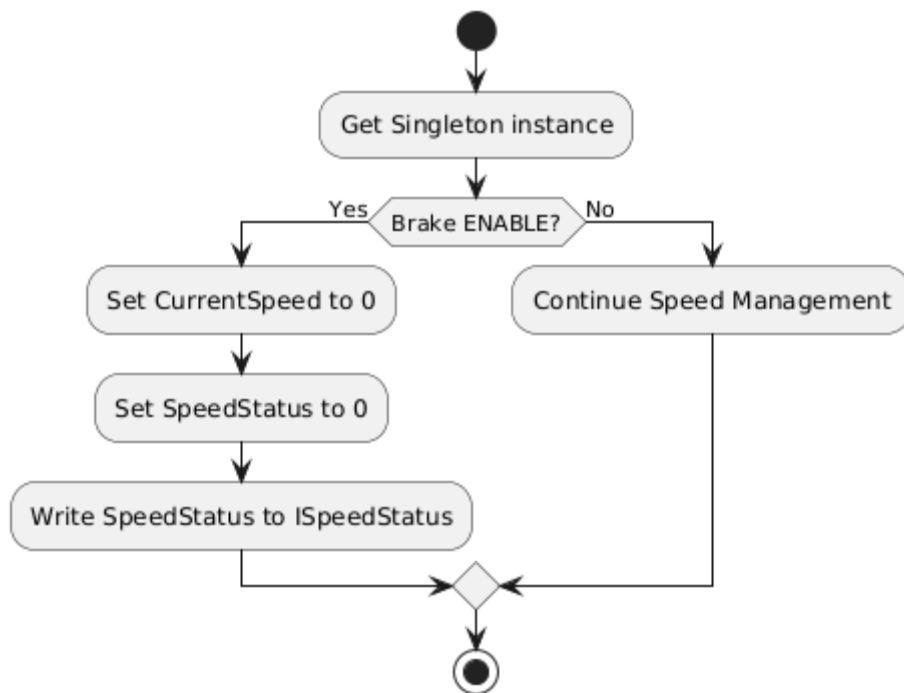 Get Singleton instance
Yes
Brake ENABLE?
No
Set CurrentSpeed to 0
Continue Speed Management
Set SpeedStatus to 0
Write SpeedStatus to ISpeedStatus